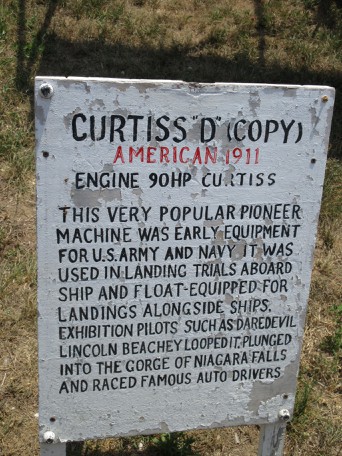 CURTISS "D" (COPY)
AMERICAN 1911
ENGINE 90HP CURTISS
THIS VERY POPULAR PIONEER
MACHINE WAS EARLY EQUIPMENT
FOR U.S. ARMY AND NAVY IT WAS
USED IN LANDING TRIALS ABOARD
SHIP AND FLOAT-EQUIPPED FOR
LANDINGS ALONGSIDE SHIPS.
EXHIBITION PILOTS SUCH AS DAREDEVIL
LINCOLN BEACHEY LOOPED IT, PLUNGED
INTO THE GORGE OF NIAGARA FALLS
AND RACED FAMOUS AUTO DRIVERS